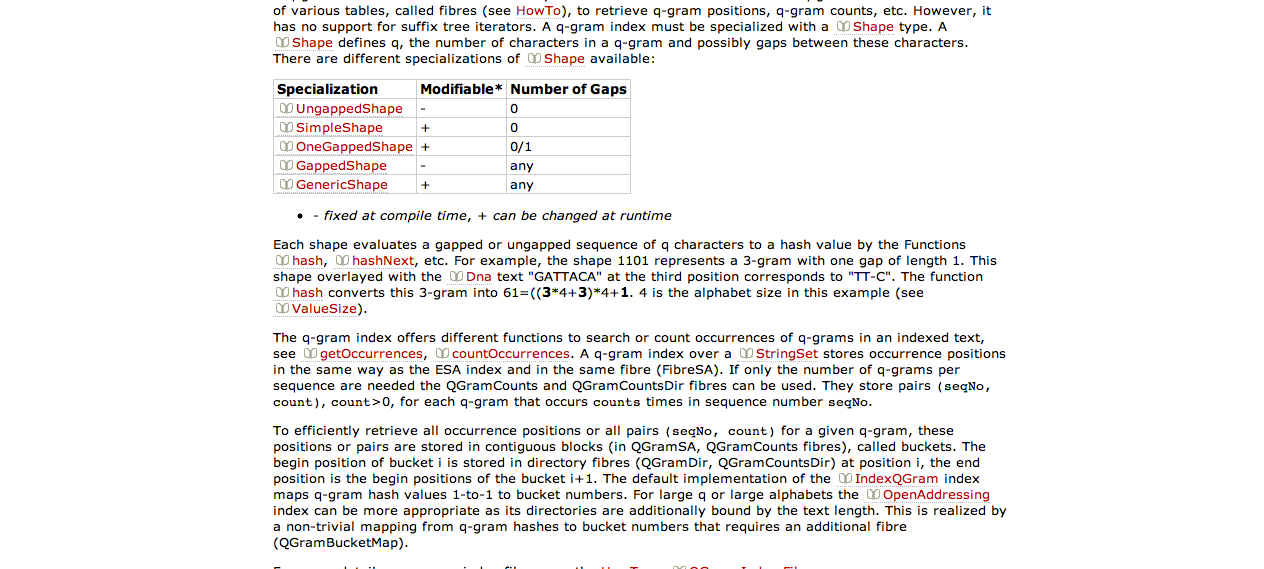 of various tables, called fibres (see HowTo), to retrieve q-gram positions, q-gram counts, etc. However, it
has no support for suffix tree iterators. A q-gram index must be specialized with a Shape type. A
Shape defines q, the number of characters in a q-gram and possibly gaps between these characters.
There are different specializations of Shape available:
Specialization Modifiable* Number of Gaps
UngappedShape - 0
SimpleShape + 0
OneGappedShape + 0/1
GappedShape - any
GenericShape + any
• - fixed at compile time, + can be changed at runtime
Each shape evaluates a gapped or ungapped sequence of q characters to a hash value by the Functions
hash, hashNext, etc. For example, the shape 1101 represents a 3-gram with one gap of length 1. This
shape overlayed with the Dna text "GATTACA" at the third position corresponds to "TT-C". The function
hash converts this 3-gram into 61=((3*4+3)*4+1. 4 is the alphabet size in this example (see
ValueSize).
The q-gram index offers different functions to search or count occurrences of q-grams in an indexed text,
see getOccurrences, countOccurrences. A q-gram index over a StringSet stores occurrence positions
in the same way as the ESA index and in the same fibre (FibreSA). If only the number of q-grams per
sequence are needed the QGramCounts and QGramCountsDir fibres can be used. They store pairs (seqNo,
count), count>0, for each q-gram that occurs counts times in sequence number seqNo.
To efficiently retrieve all occurrence positions or all pairs (seqNo, count) for a given q-gram, these
positions or pairs are stored in contiguous blocks (in QGramSA, QGramCounts fibres), called buckets. The
begin position of bucket i is stored in directory fibres (QGramDir, QGramCountsDir) at position i, the end
position is the begin positions of the bucket i+1. The default implementation of the IndexQGram index
maps q-gram hash values 1-to-1 to bucket numbers. For large q or large alphabets the OpenAddressing
index can be more appropriate as its directories are additionally bound by the text length. This is realized by
a non-trivial mapping from q-gram hashes to bucket numbers that requires an additional fibre
(QGramBucketMap).